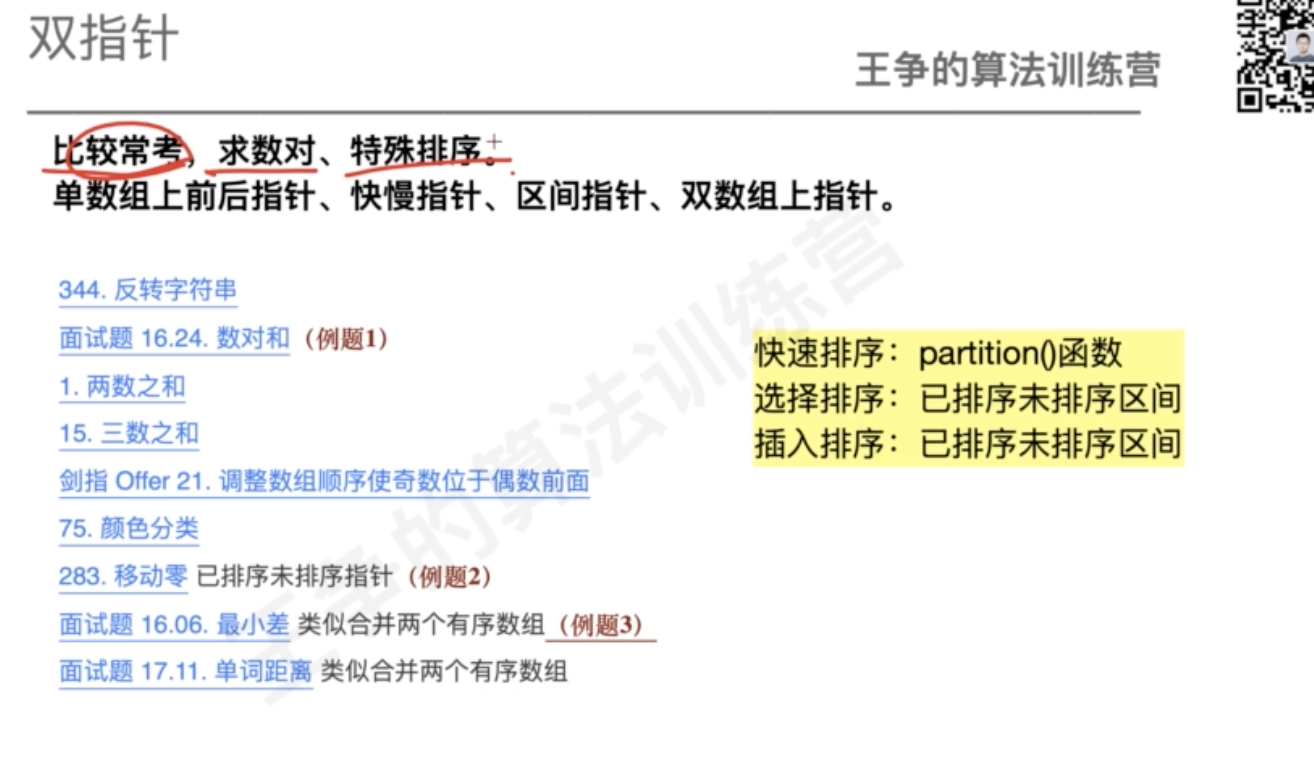 双指针
王争的算法训练营
比较常考，求数对、特殊排序。
单数组上前后指针、快慢指针、区间指针、双数组上指针。
344. 反转字符串
面试题 16.24. 数对和（例题1）
1. 两数之和
15. 三数之和
剑指 Offer 21. 调整数组顺序使奇数位于偶数前面
75. 颜色分类
283. 移动零 已排序未排序指针（例题2）
面试题 16.06. 最小差 类似合并两个有序数组（例题3）
面试题 17.11. 单词距离 类似合并两个有序数组
快速排序：partition()函数
选择排序：已排序未排序区间
插入排序：已排序未排序区间
王争的算法训练营